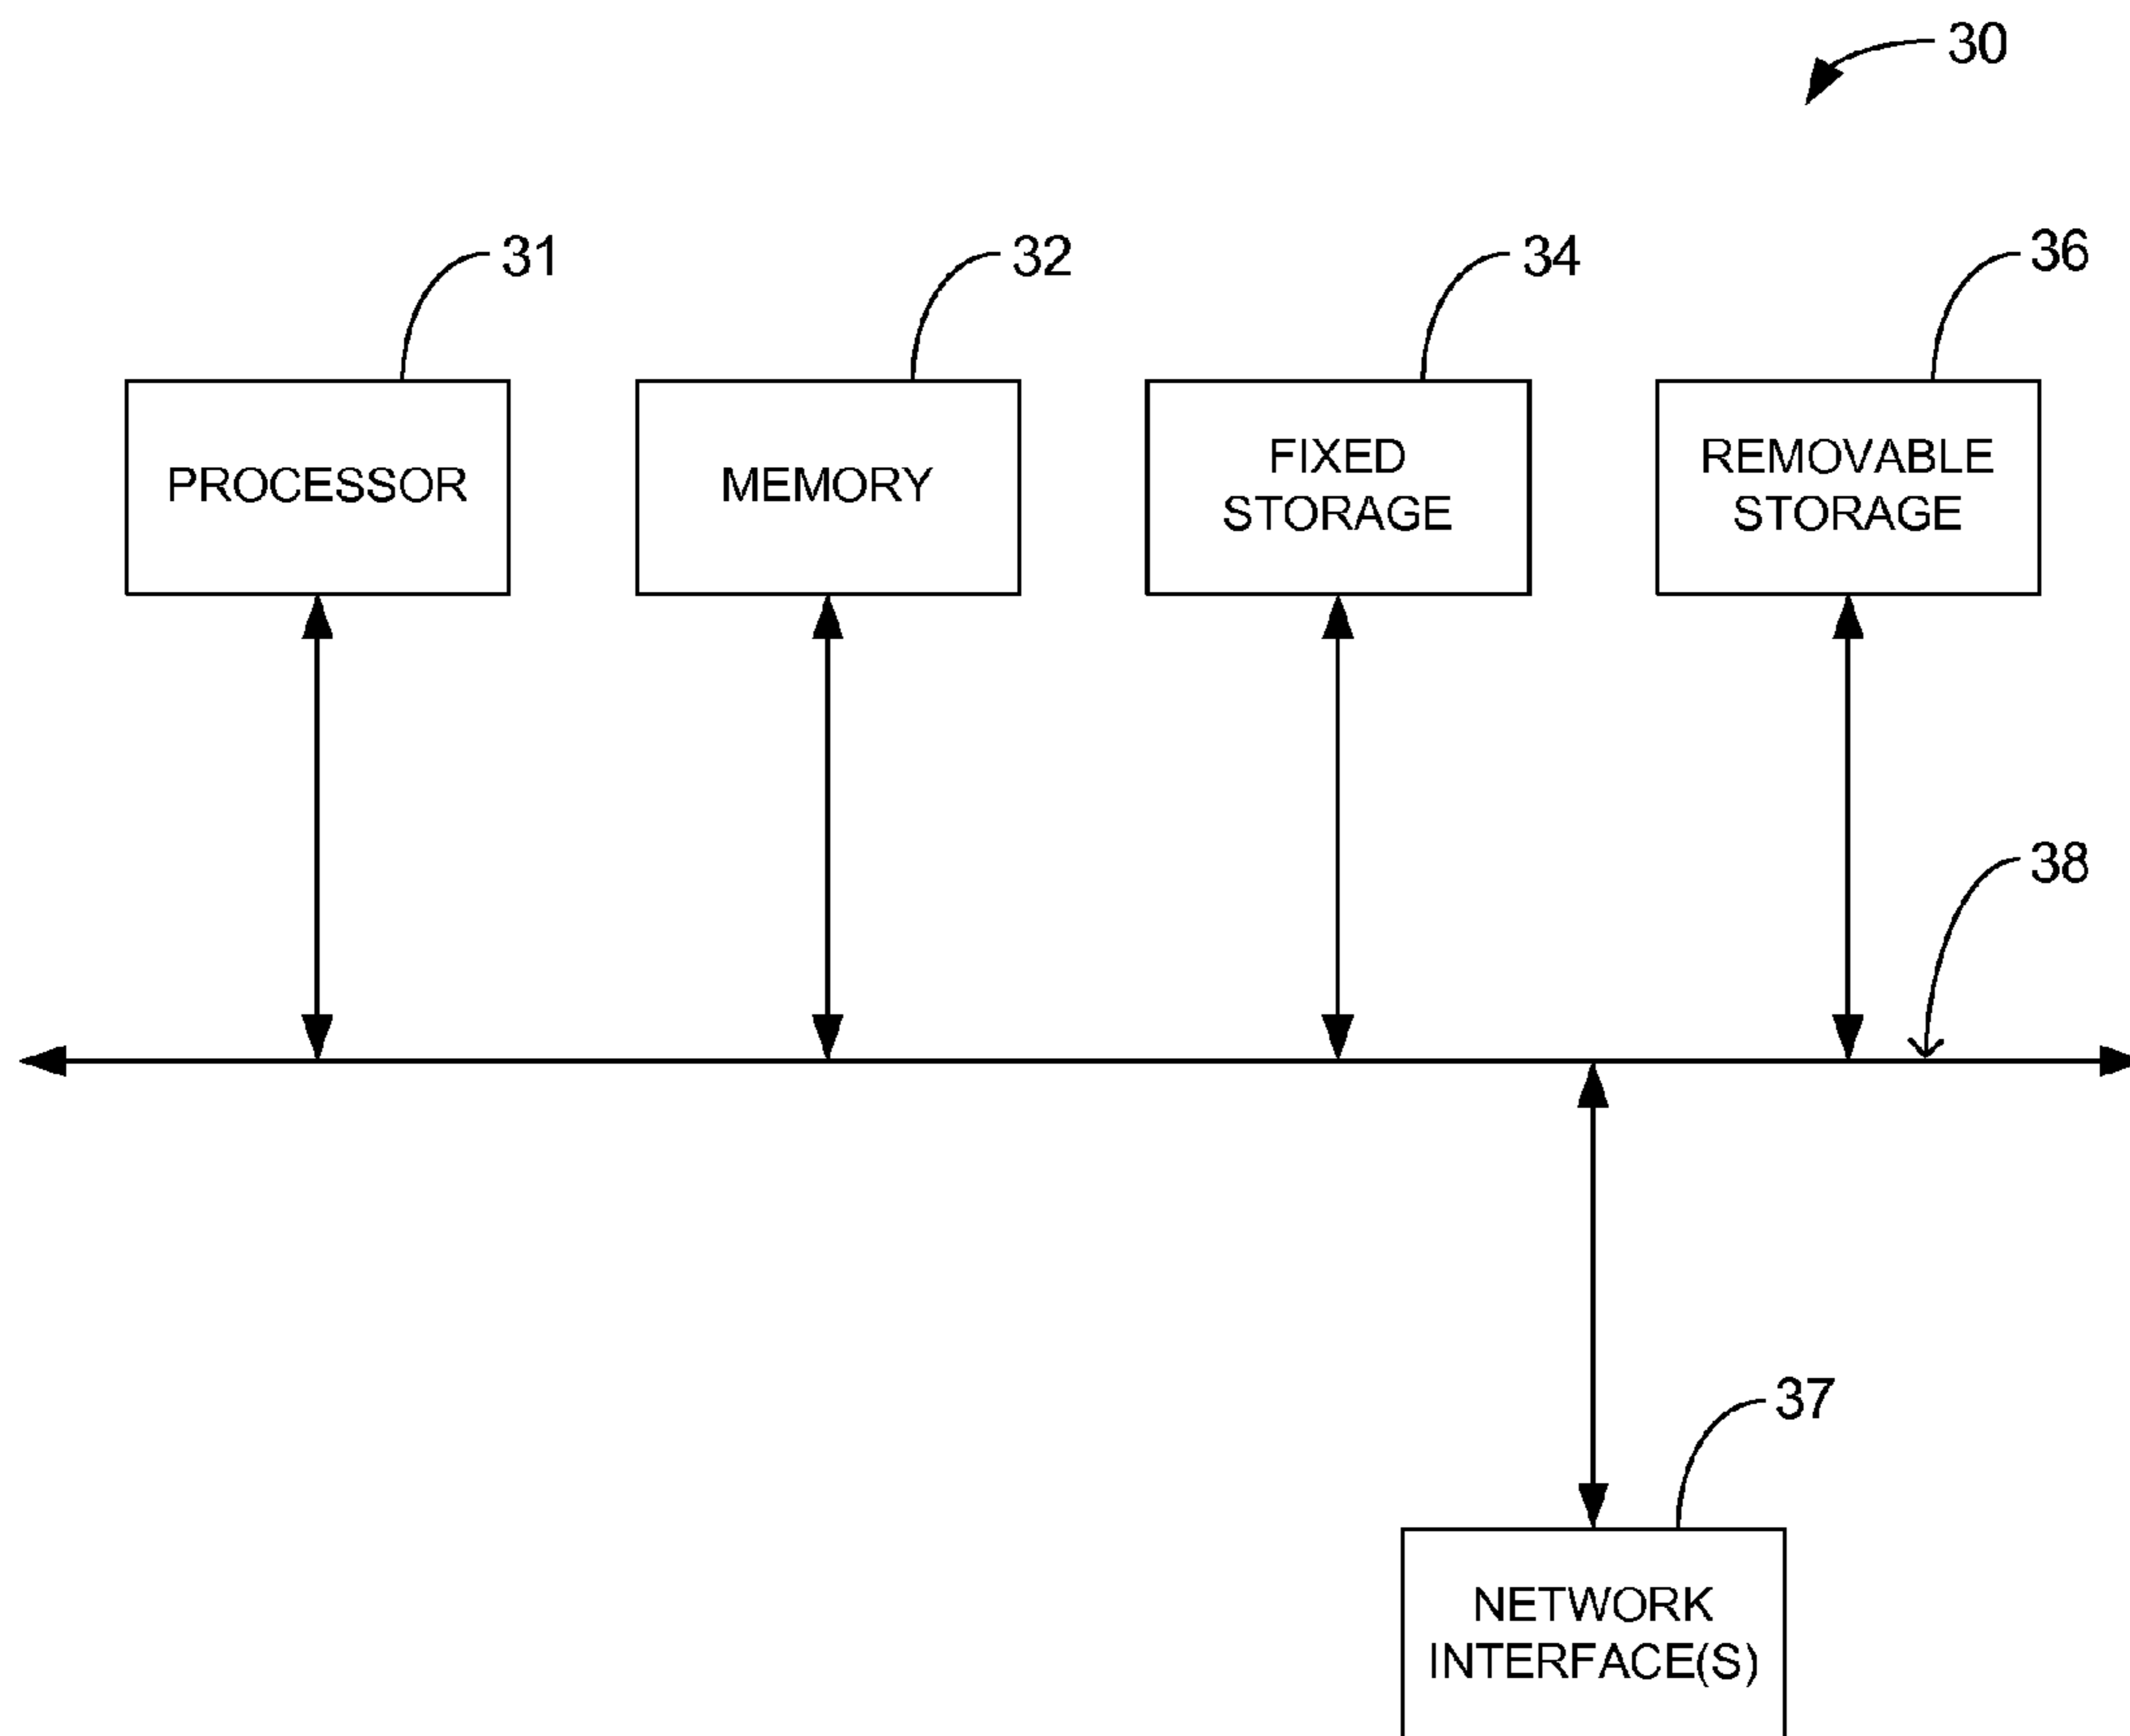 30
31
32
34
36
PROCESSOR
MEMORY
FIXED
STORAGE
REMOVABLE
STORAGE
38
37
NETWORK
INTERFACE(S)